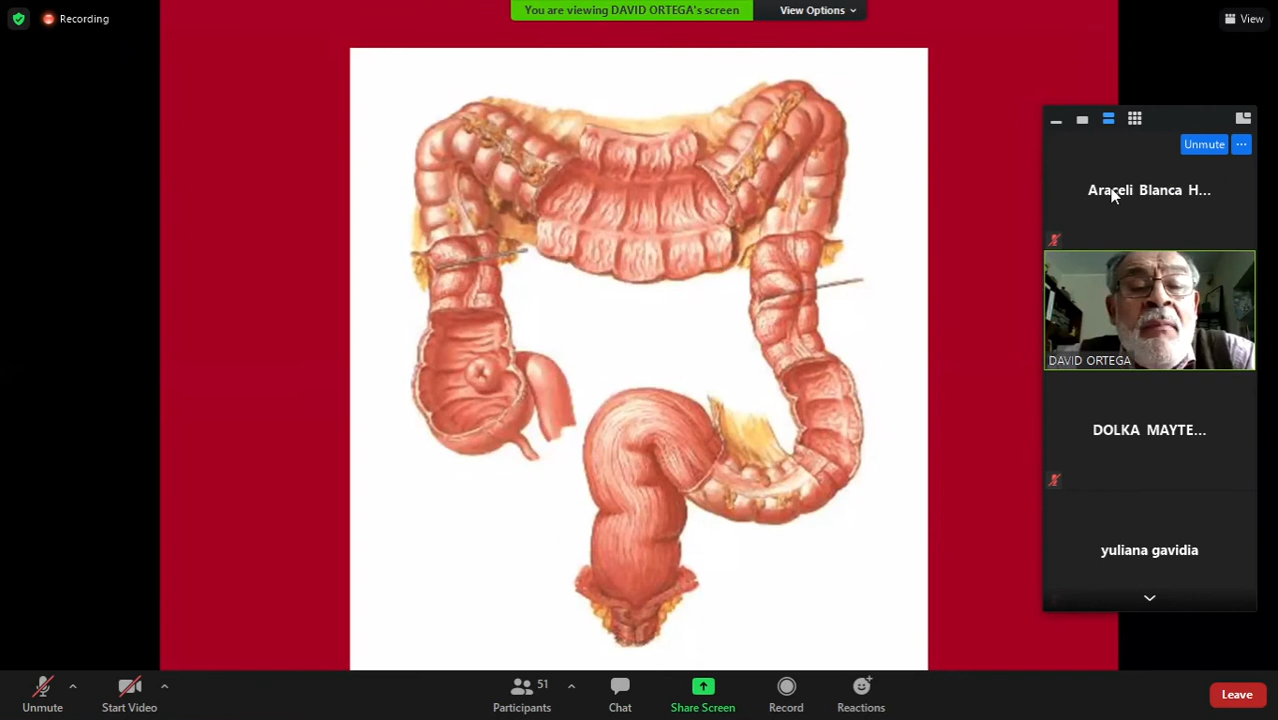 Recording
You are viewing DAVID ORTEGA's screen
View Options
View
Unmute
...
Araceli Blanca H...
DAVID ORTEGA
DOLKA MAYTE...
yuliana gavidia
Unmute
Start Video
51
Participants
Chat
Share Screen
Record
Reactions
Leave